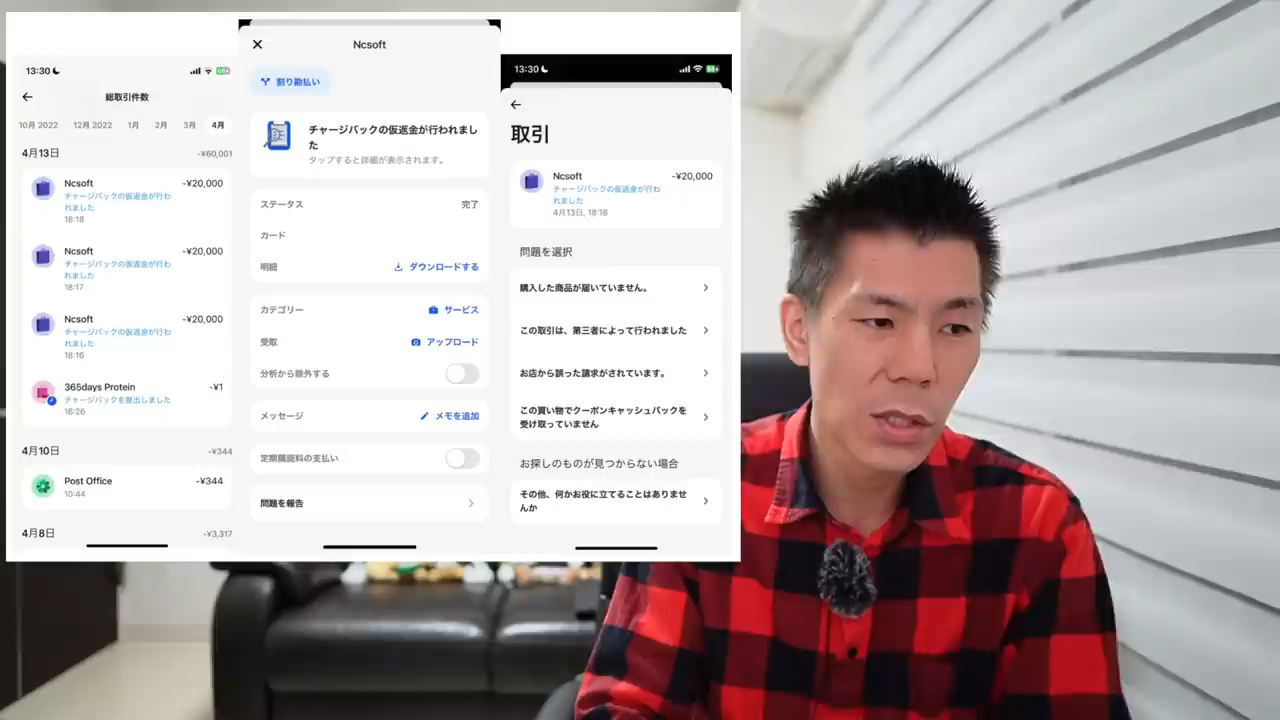 13:30
総取引件数
10月 2022 12月 2022 1月 2月 3月 4月
4月13日 -¥60,001
Ncsoft -¥20,000
チャージバックの仮返金が行わ
れました
18:18
Ncsoft -¥20,000
チャージバックの仮返金が行わ
れました
18:17
Ncsoft -¥20,000
チャージバックの仮返金が行わ
れました
18:16
365days Protein -¥1
チャージバックを提出しました
16:26
4月10日 -¥344
Post Office -¥344
10:44
4月8日 -¥3,317
Ncsoft
割り勘払い
チャージバックの仮返金が行われまし
た
タップすると詳細が表示されます。
ステータス 完了
カード
明細 ダウンロードする
カテゴリー サービス
受取 アップロード
分析から除外する
メッセージ メモを追加
定期購読料の支払い
問題を報告
13:30
取引
Ncsoft -¥20,000
チャージバックの仮返金が行わ
れました
4月13日, 18:18
問題を選択
購入した商品が届いていません。
この取引は、第三者によって行われました
お店から誤った請求がされています。
この買い物でクーポンキャッシュバックを
受け取っていません
お探しのものが見つからない場合
その他、何かお役に立てることはありませ
んか